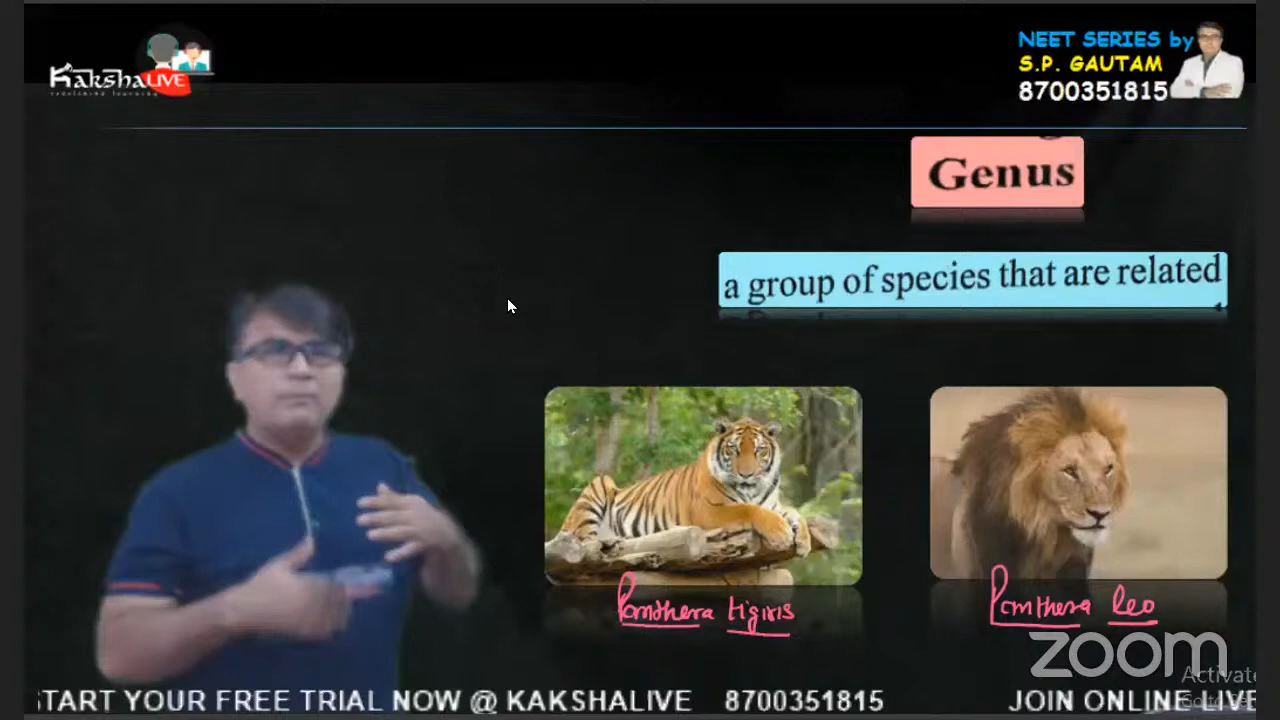 KakshaLIVE
NEET SERIES by
S.P. GAUTAM
8700351815
Genus
a group of species that are related
Panthera tigiris
Panthera leo
zoom
Activate
START YOUR FREE TRIAL NOW @ KAKSHALIVE 8700351815 JOIN ONLINE LIVE